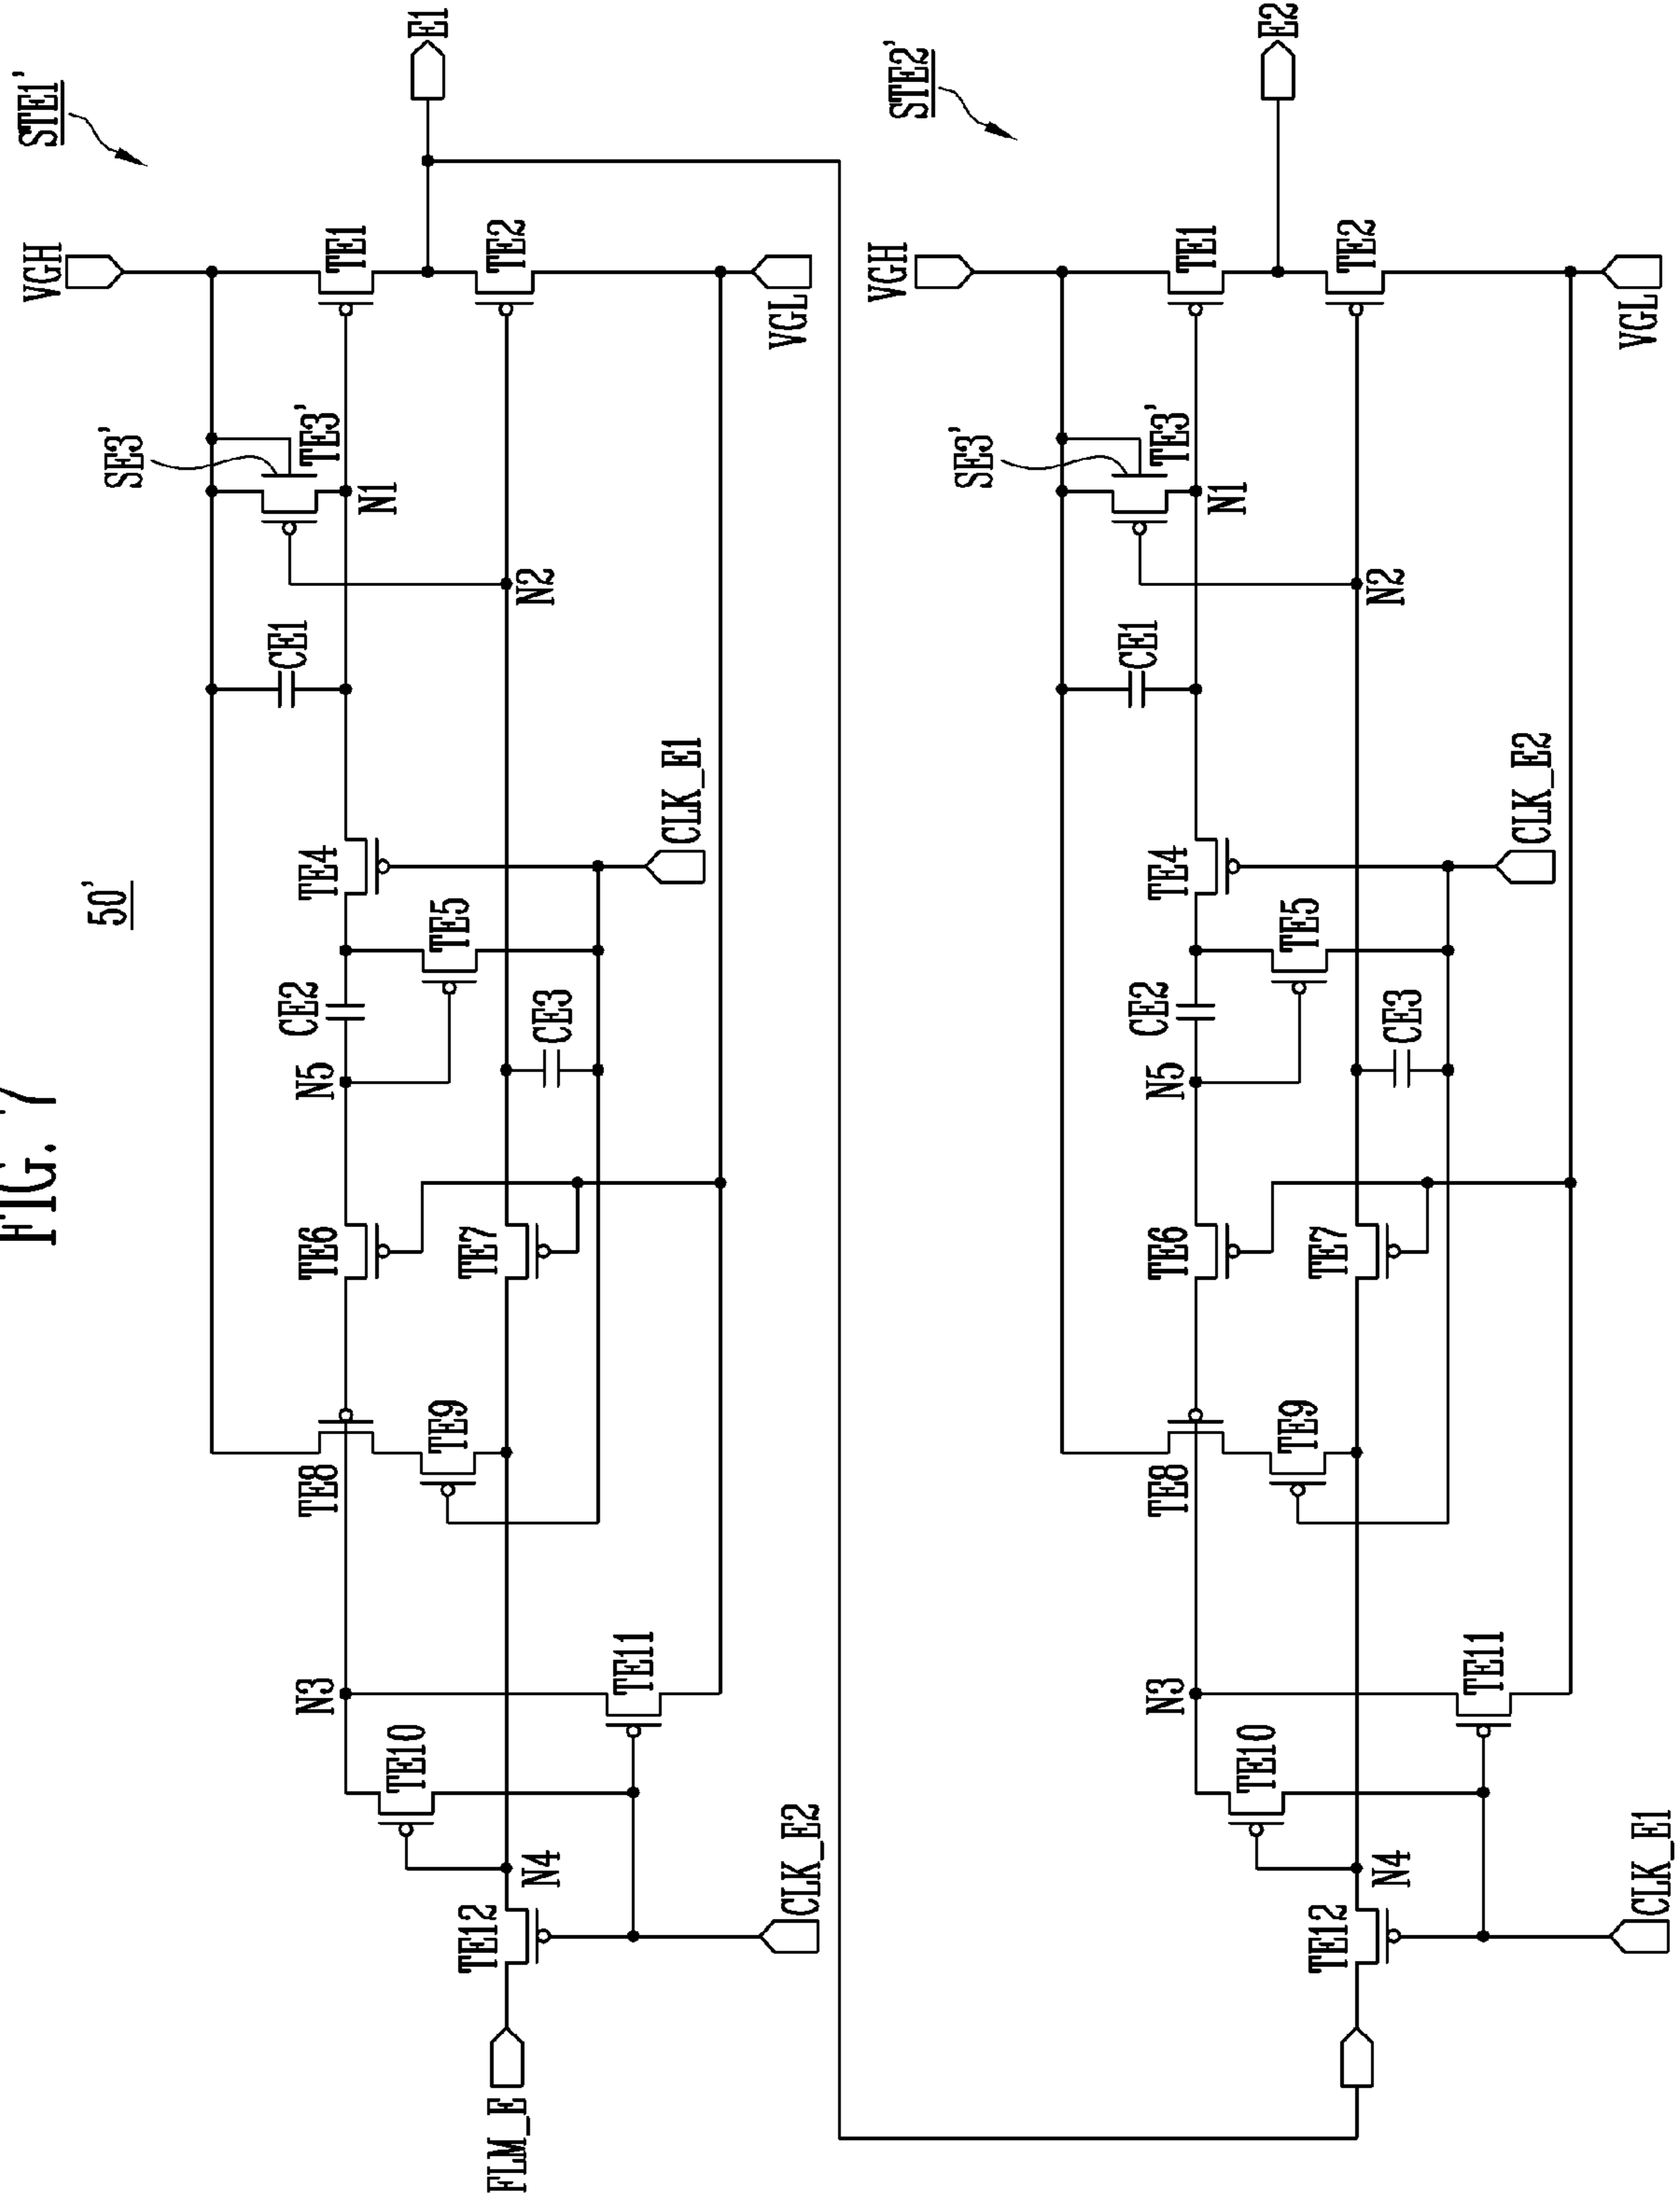 FIG. 7
50'
STE1'
VGH
SE3'
TE3'
TE1
E1
CE1
N1
TE2
N2
TE4
CE2
N5
TE5
CE3
TE6
TE7
TE8
TE9
N3
TE10
TE11
TE12
N4
FLM_E
CLK_E2
CLK_E1
VGL
STE2'
VGH
SE3'
TE3'
TE1
E2
CE1
N1
TE2
N2
TE4
CE2
N5
TE5
CE3
TE6
TE7
TE8
TE9
N3
TE10
TE11
TE12
N4
CLK_E1
CLK_E2
VGL